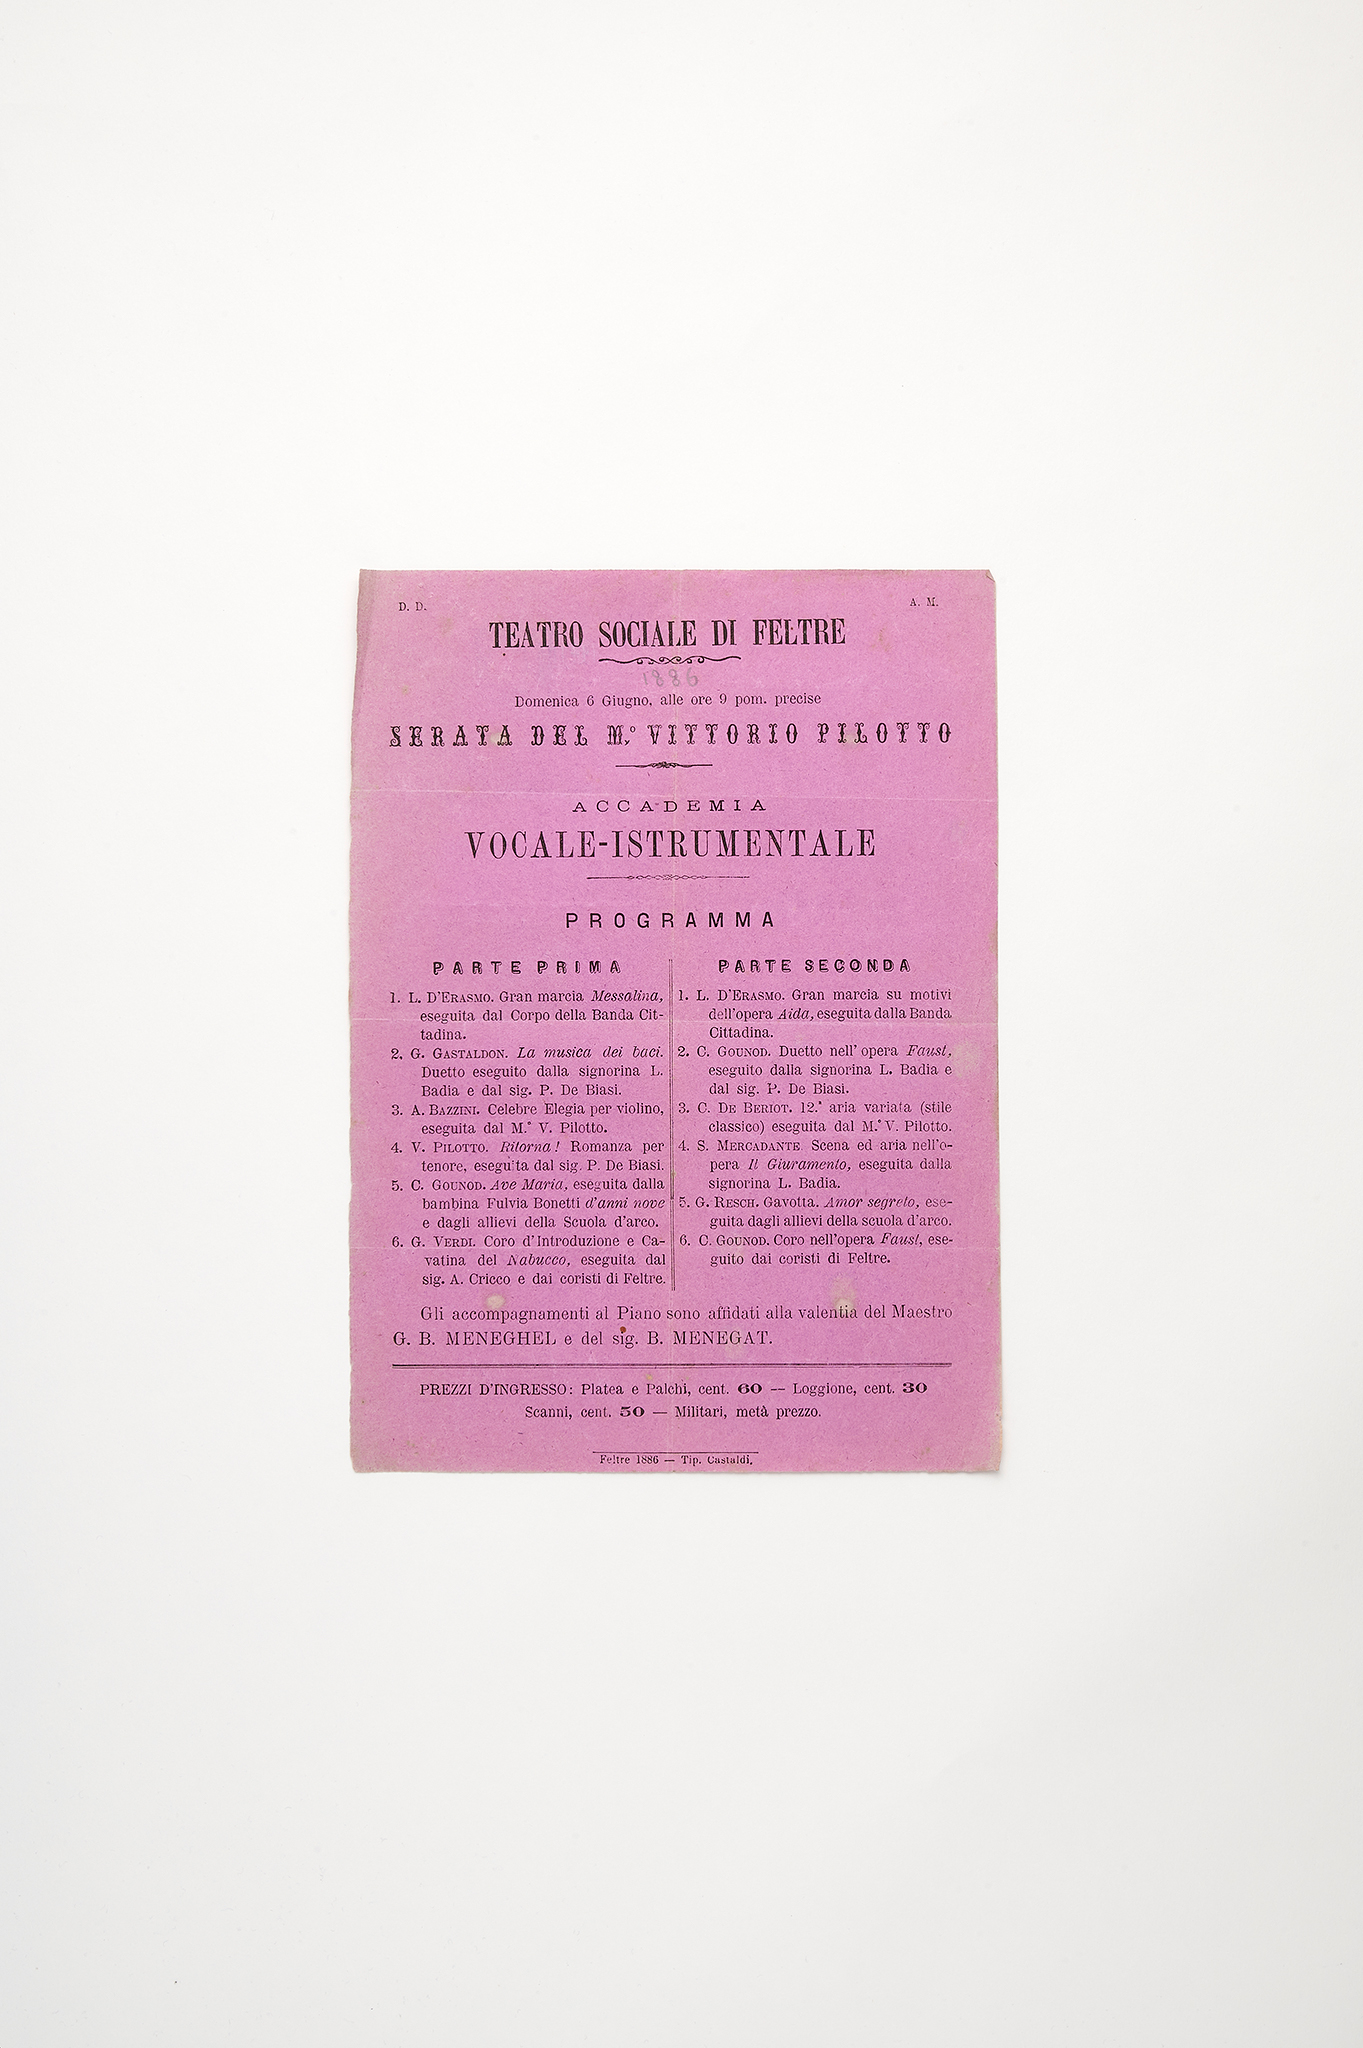 D. D.
A. M.
TEATRO SOCIALE DI FELTRE
1886
Domenica 6 Giugno, alle ore 9 pom. precise
SERATA DEL M.° VITTORIO PILOTTO
ACCADEMIA
VOCALE-ISTRUMENTALE
PROGRAMMA
PARTE PRIMA
1. L. D'ERASMO. Gran marcia Messalina,
eseguita dal Corpo della Banda Cit-
tadina.
2. G. GASTALDON. La musica dei baci.
Duetto eseguito dalla signorina L.
Badia e dal sig. P. De Biasi.
3. A. BAZZINI. Celebre Elegia per violino,
eseguita dal M.° V. Pilotto.
4. V. PILOTTO. Ritorna! Romanza per
tenore, eseguita dal sig. P. De Biasi.
5. C. GOUNOD. Ave Maria, eseguita dalla
bambina Fulvia Bonetti d'anni nove
e dagli allievi della Scuola d'arco.
6. G. VERDI. Coro d'Introduzione e Ca-
vatina del Nabucco, eseguita dal
sig. A. Cricco e dai coristi di Feltre.
PARTE SECONDA
1. L. D'ERASMO. Gran marcia su motivi
dell'opera Aida, eseguita dalla Banda
Cittadina.
2. C. GOUNOD. Duetto nell'opera Faust,
eseguito dalla signorina L. Badia e
dal sig. P. De Biasi.
3. C. DE BERIOT. 12.ª aria variata (stile
classico) eseguita dal M.° V. Pilotto.
4. S. MERCADANTE Scena ed aria nell'o-
pera Il Giuramento, eseguita dalla
signorina L. Badia.
5. G. RESCH. Gavotta. Amor segreto, ese-
guita dagli allievi della scuola d'arco.
6. C. GOUNOD. Coro nell'opera Faust, ese-
guito dai coristi di Feltre.
Gli accompagnamenti al Piano sono affidati alla valentia del Maestro
G. B. MENEGHEL e del sig. B. MENEGAT.
PREZZI D'INGRESSO: Platea e Palchi, cent. 60 — Loggione, cent. 30
Scanni, cent. 50 — Militari, metà prezzo.
Feltre 1886 — Tip. Castaldi.